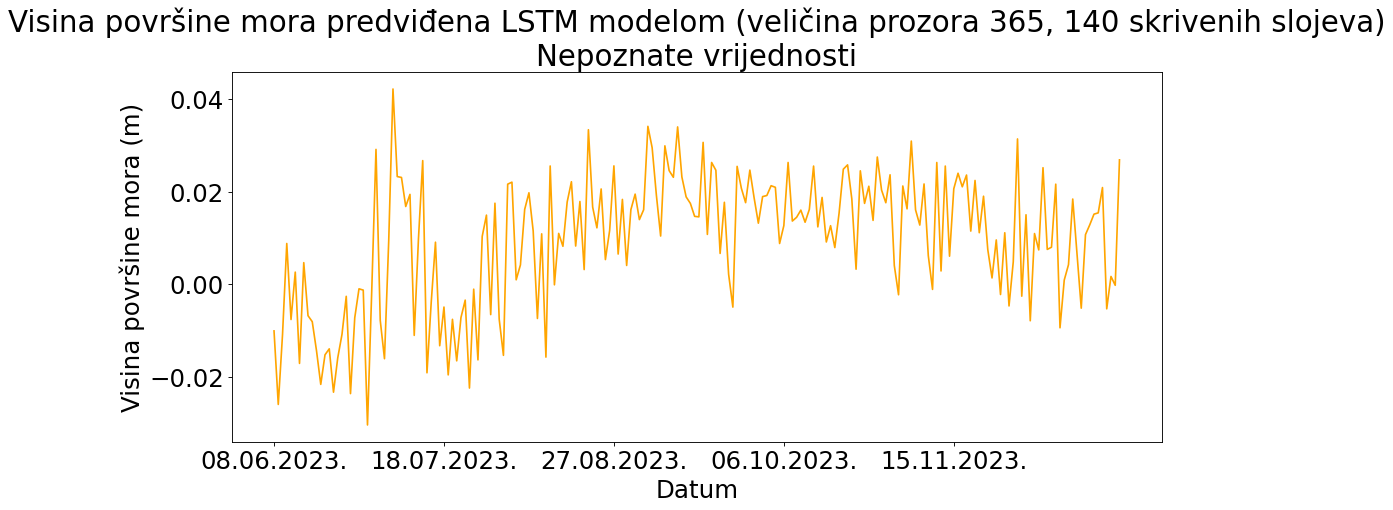 Visina površine mora predviđena LSTM modelom (veličina prozora 365, 140 skrivenih slojeva)
Nepoznate vrijednosti
Visina površine mora (m)
0.04
0.02
0.00
−0.02
08.06.2023. 18.07.2023. 27.08.2023. 06.10.2023. 15.11.2023.
Datum